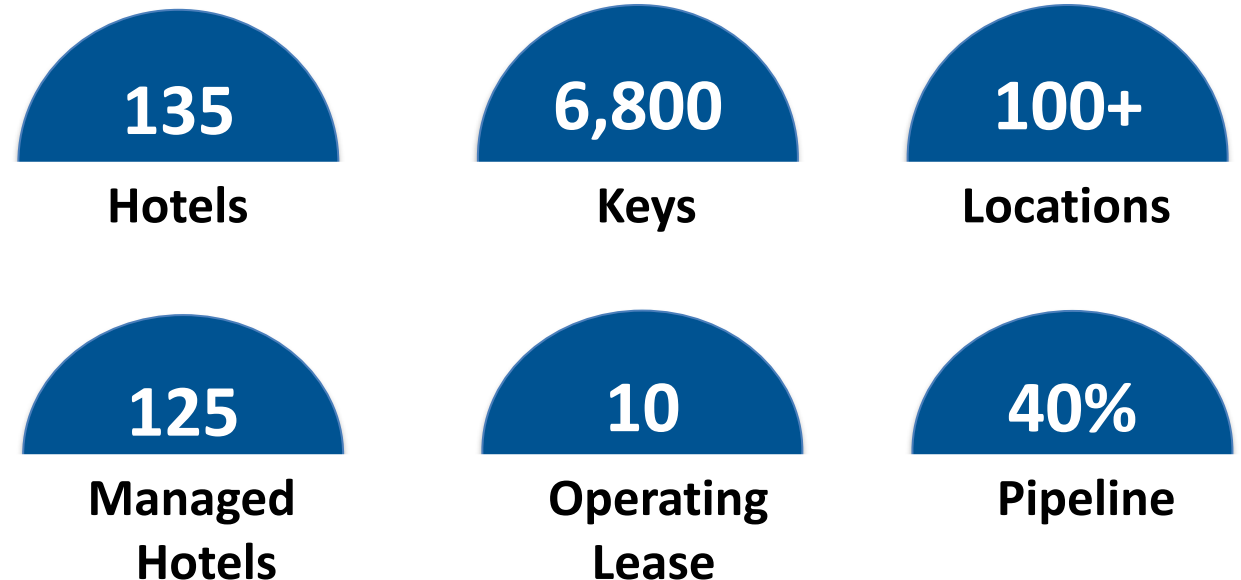 135
Hotels
6,800
Keys
100+
Locations
125
Managed
Hotels
10
Operating
Lease
40%
Pipeline